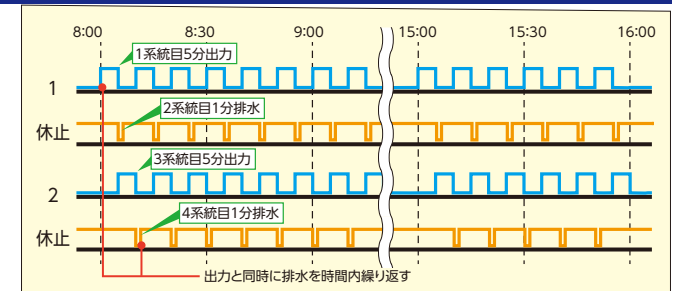 8:00 8:30 9:00 15:00 15:30 16:00
1系統目5分出力
1
2系統目1分排水
休止
3系統目5分出力
2
4系統目1分排水
休止
出力と同時に排水を時間内繰り返す